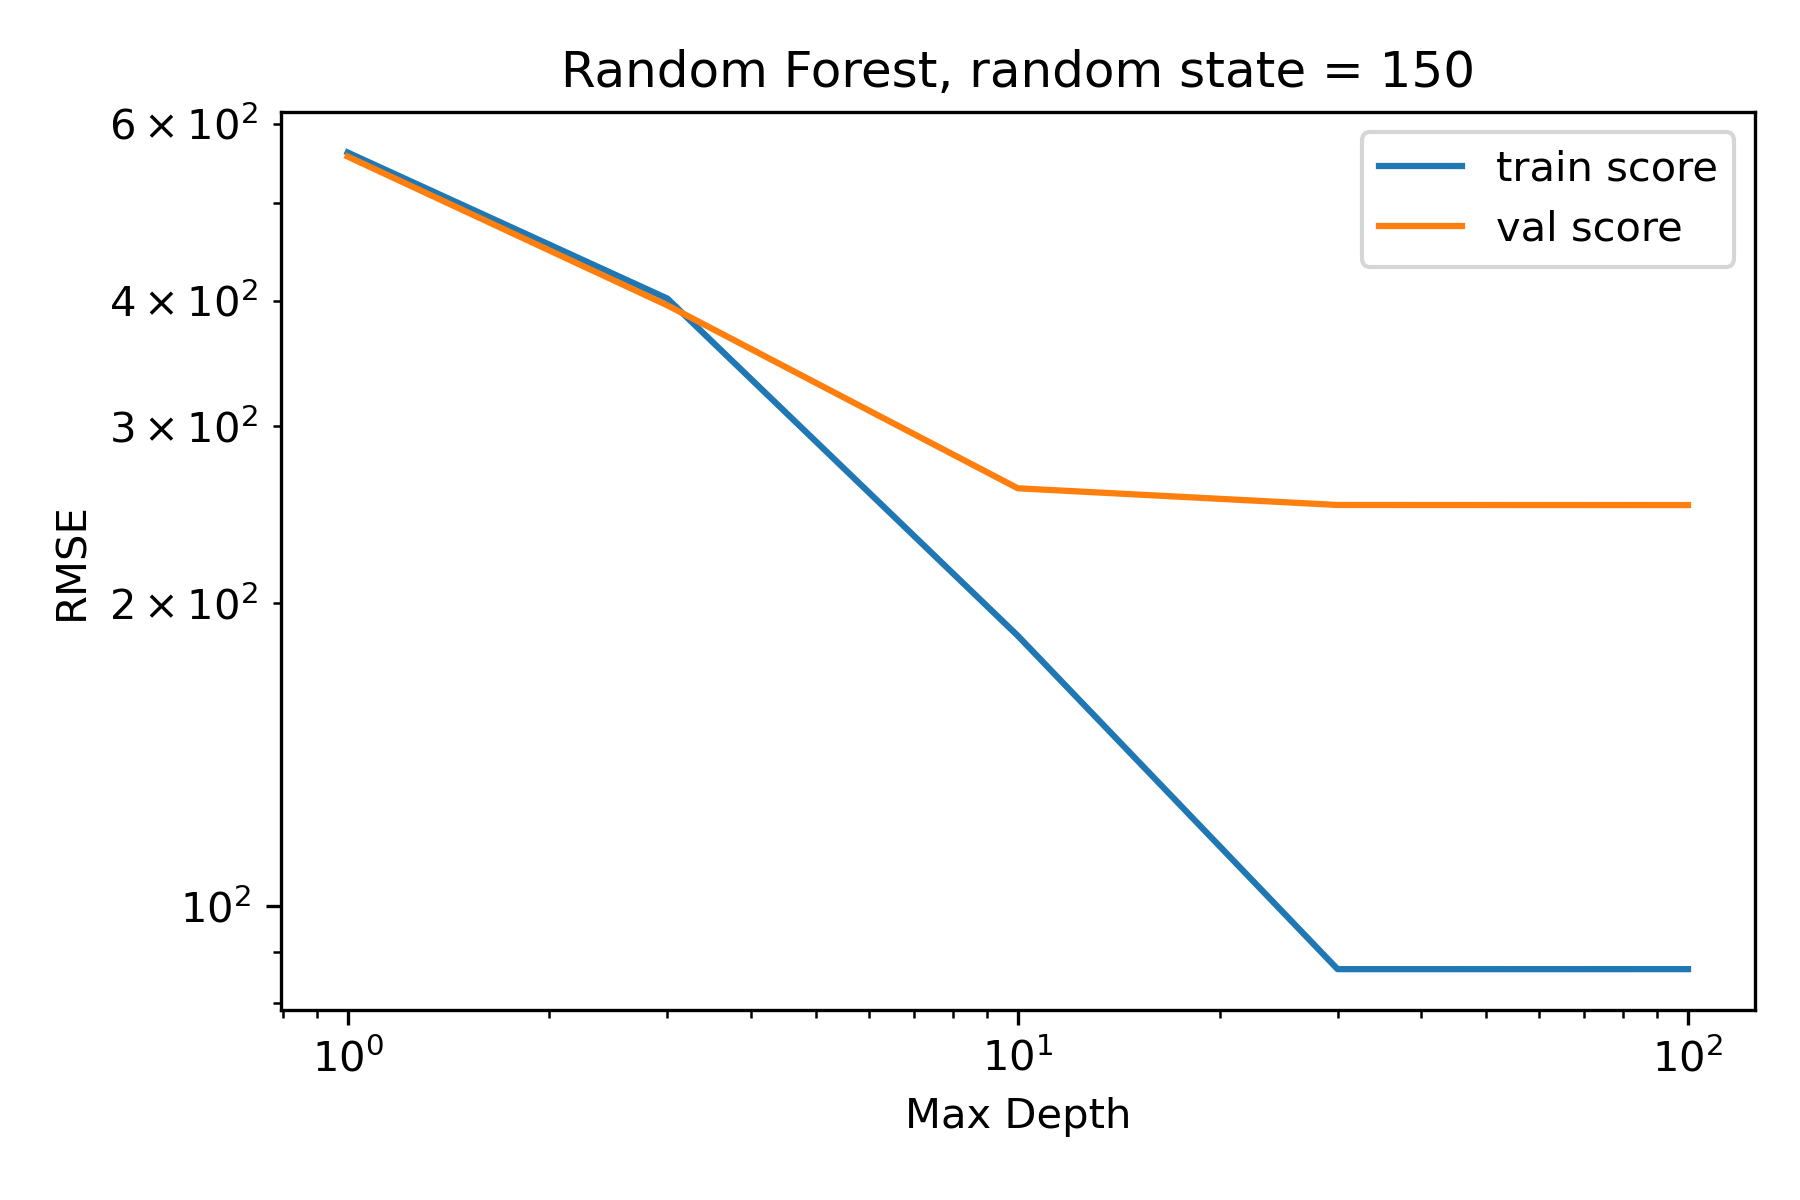 Random Forest, random state = 150
train score
val score
RMSE
6 × 10²
4 × 10²
3 × 10²
2 × 10²
10²
10⁰
10¹
10²
Max Depth